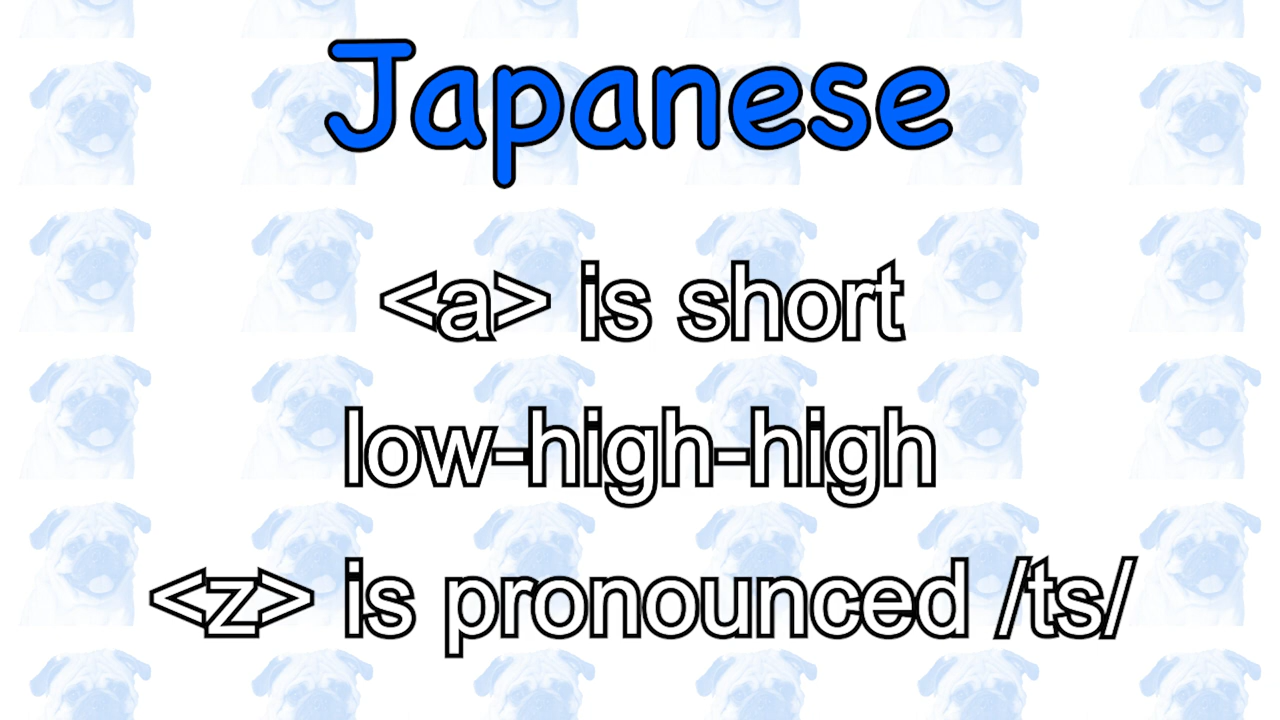 Japanese
<a> is short
low-high-high
<z> is pronounced /ts/